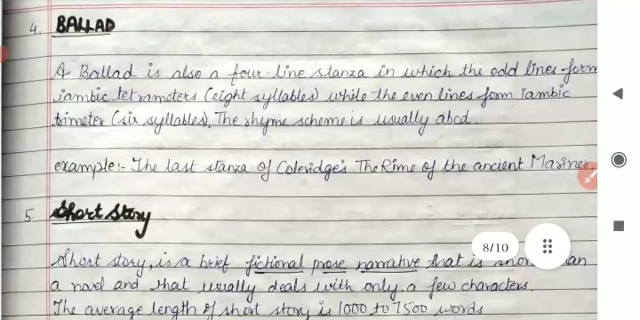 4. BALLAD
A Ballad is also a four-line stanza in which the odd lines form
iambic tetrameters (eight syllables) while the even lines form iambic
trimeter (six syllables). The rhyme scheme is usually abcd.
example:- The last stanza of Coleridge's The Rime of the ancient Mariner
5 Short Story
Short story, is a brief fictional prose narrative that is an
a novel and that usually deals with only a few characters.
The average length of short story is 1000 to 7500 words
8/10